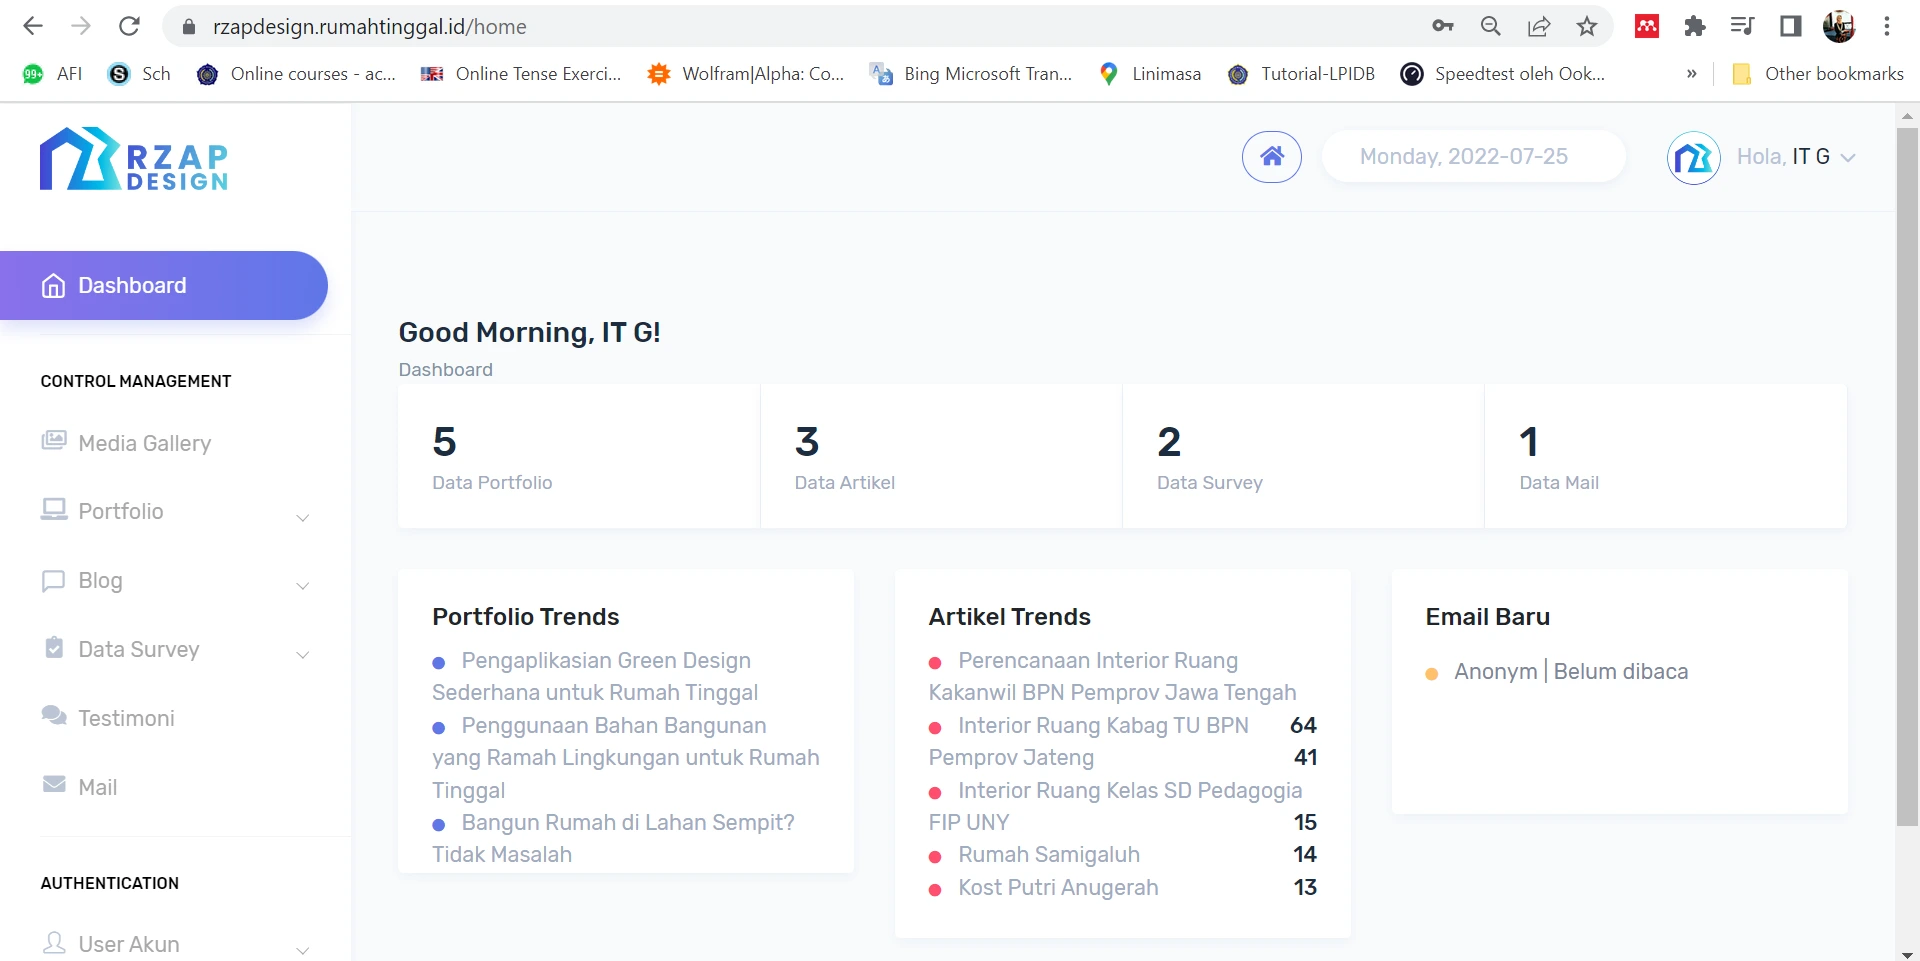 rzapdesign.rumahtinggal.id/home
99+ AFI
S Sch
Online courses - ac...
Online Tense Exerci...
Wolfram|Alpha: Co...
Bing Microsoft Tran...
Linimasa
Tutorial-LPIDB
Speedtest oleh Ook...
»
Other bookmarks
RZAP
DESIGN
Monday, 2022-07-25
Hola, IT G
Dashboard
CONTROL MANAGEMENT
Media Gallery
Portfolio
Blog
Data Survey
Testimoni
Mail
AUTHENTICATION
User Akun
Good Morning, IT G!
Dashboard
5
Data Portfolio
3
Data Artikel
2
Data Survey
1
Data Mail
Portfolio Trends
Pengaplikasian Green Design
Sederhana untuk Rumah Tinggal
Penggunaan Bahan Bangunan
yang Ramah Lingkungan untuk Rumah
Tinggal
Bangun Rumah di Lahan Sempit?
Tidak Masalah
Artikel Trends
Perencanaan Interior Ruang
Kakanwil BPN Pemprov Jawa Tengah
Interior Ruang Kabag TU BPN 64
Pemprov Jateng 41
Interior Ruang Kelas SD Pedagogia
FIP UNY 15
Rumah Samigaluh 14
Kost Putri Anugerah 13
Email Baru
Anonym | Belum dibaca